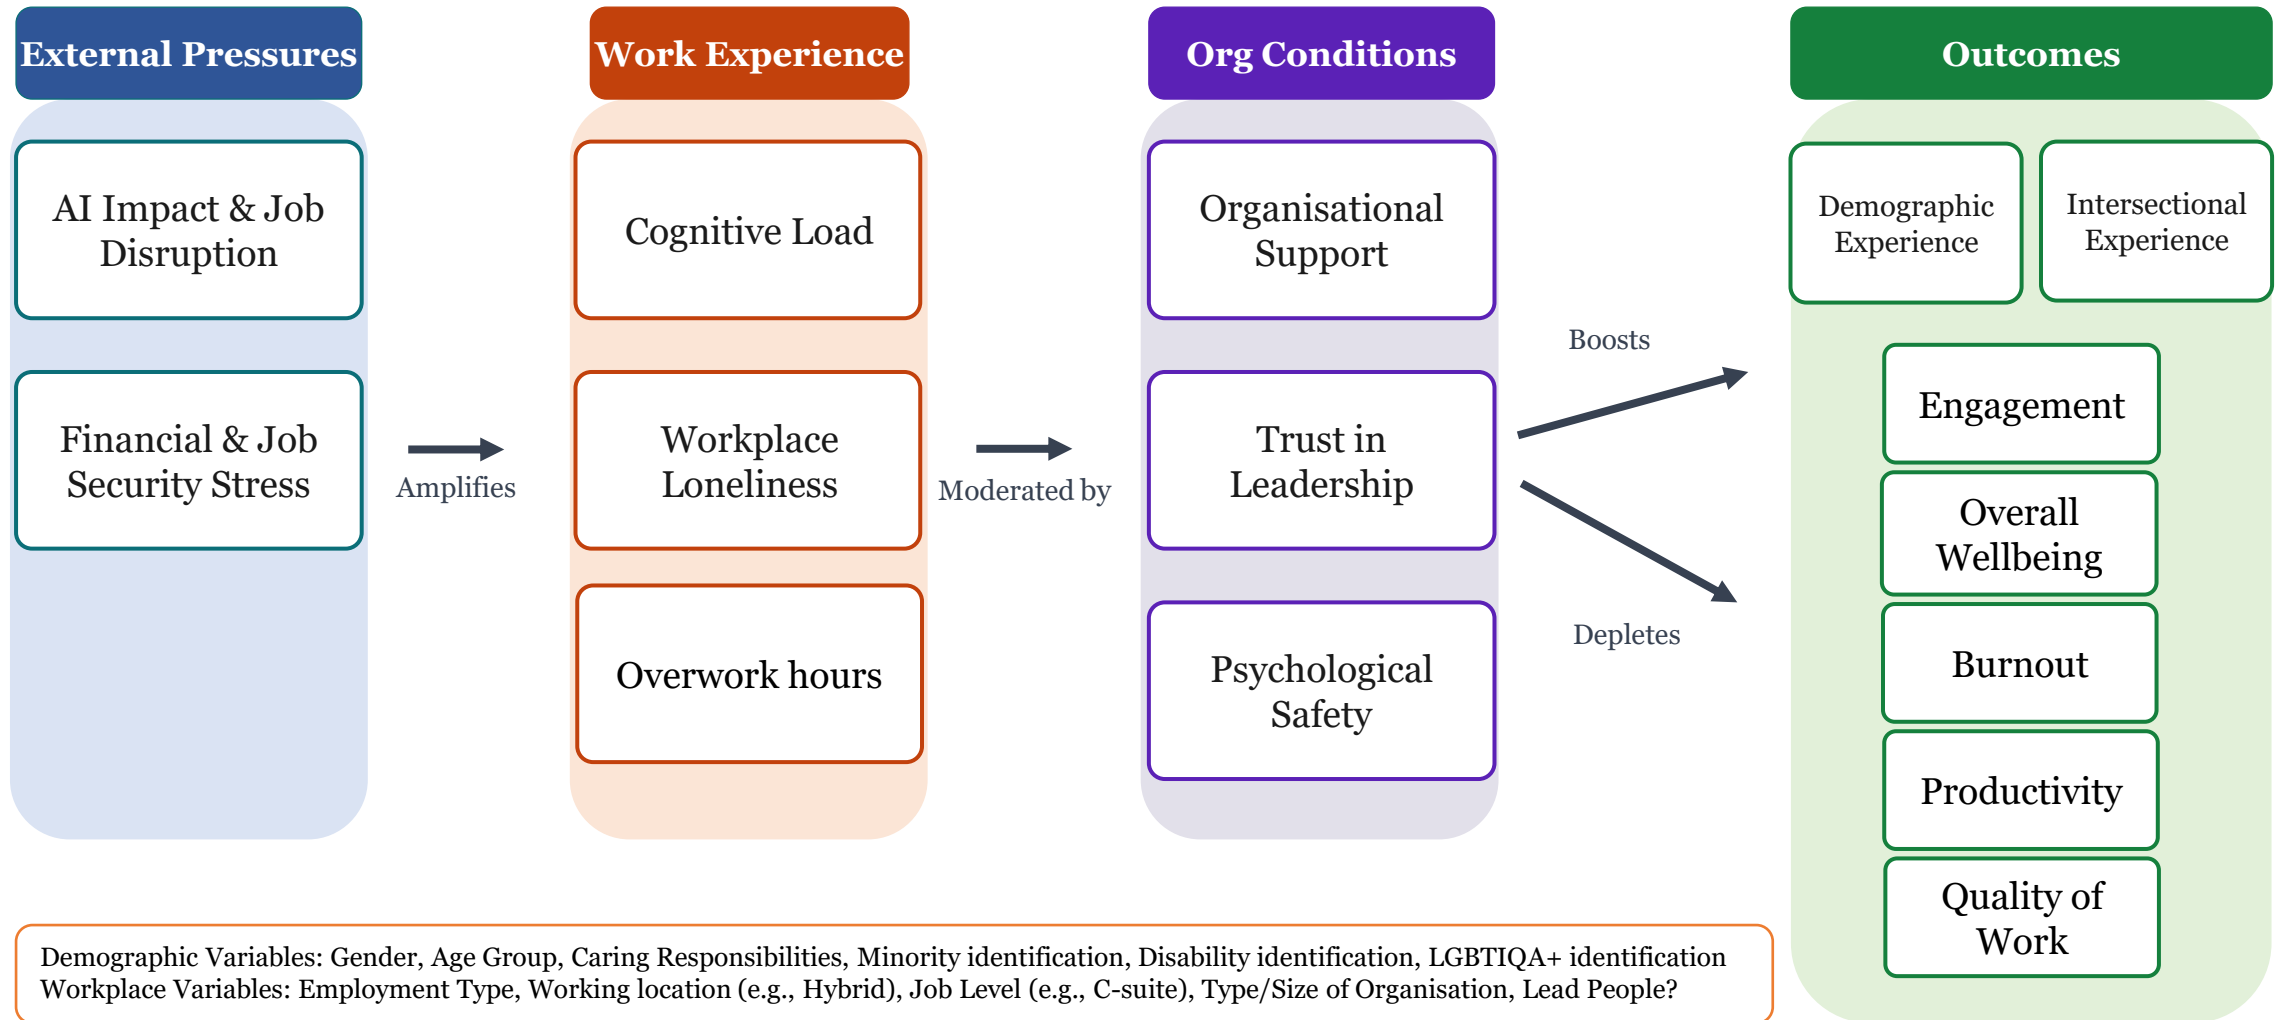 External Pressures
Work Experience
Org Conditions
Outcomes
AI Impact & Job
Disruption
Financial & Job
Security Stress
Amplifies
Cognitive Load
Workplace
Loneliness
Overwork hours
Moderated by
Organisational
Support
Trust in
Leadership
Psychological
Safety
Boosts
Depletes
Demographic
Experience
Intersectional
Experience
Engagement
Overall
Wellbeing
Burnout
Productivity
Quality of
Work
Demographic Variables: Gender, Age Group, Caring Responsibilities, Minority identification, Disability identification, LGBTIQA+ identification
Workplace Variables: Employment Type, Working location (e.g., Hybrid), Job Level (e.g., C-suite), Type/Size of Organisation, Lead People?